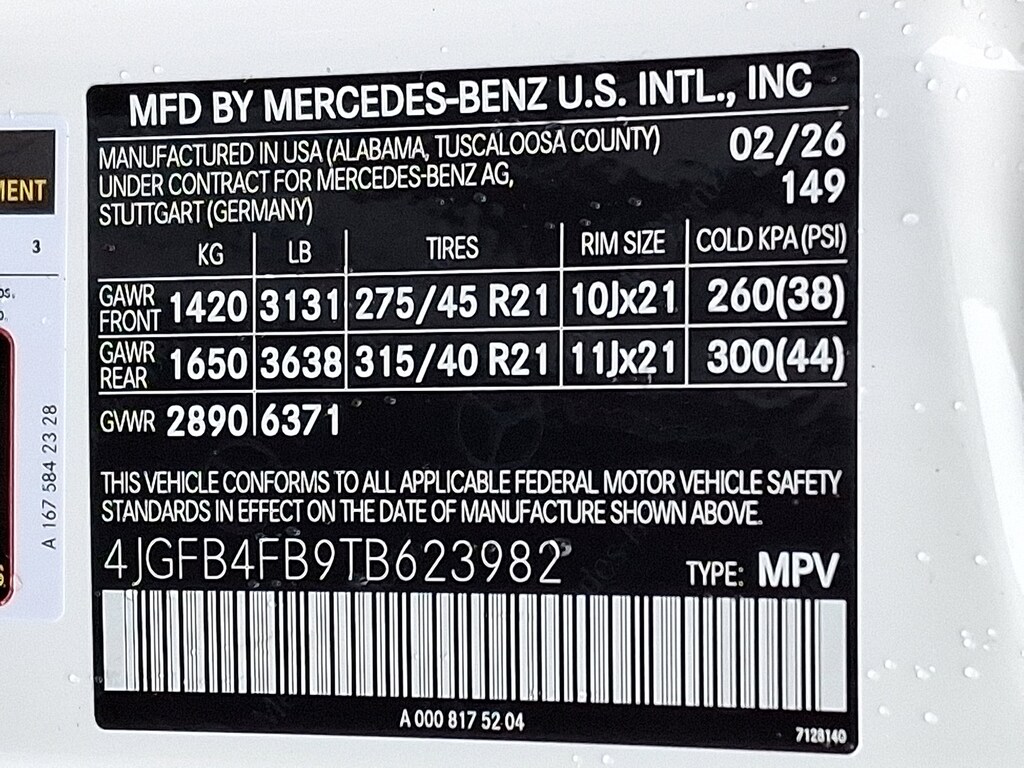 MFD BY MERCEDES-BENZ U.S. INTL., INC
MANUFACTURED IN USA (ALABAMA, TUSCALOOSA COUNTY) 02/26
UNDER CONTRACT FOR MERCEDES-BENZ AG, 149
STUTTGART (GERMANY)
KG LB TIRES RIM SIZE COLD KPA (PSI)
GAWR FRONT 1420 3131 275/45 R21 10Jx21 260(38)
GAWR REAR 1650 3638 315/40 R21 11Jx21 300(44)
GVWR 2890 6371
THIS VEHICLE CONFORMS TO ALL APPLICABLE FEDERAL MOTOR VEHICLE SAFETY
STANDARDS IN EFFECT ON THE DATE OF MANUFACTURE SHOWN ABOVE.
4JGFB4FB9TB623982 TYPE: MPV
A 000 817 52 04
7128140
3
A 167 584 23 28